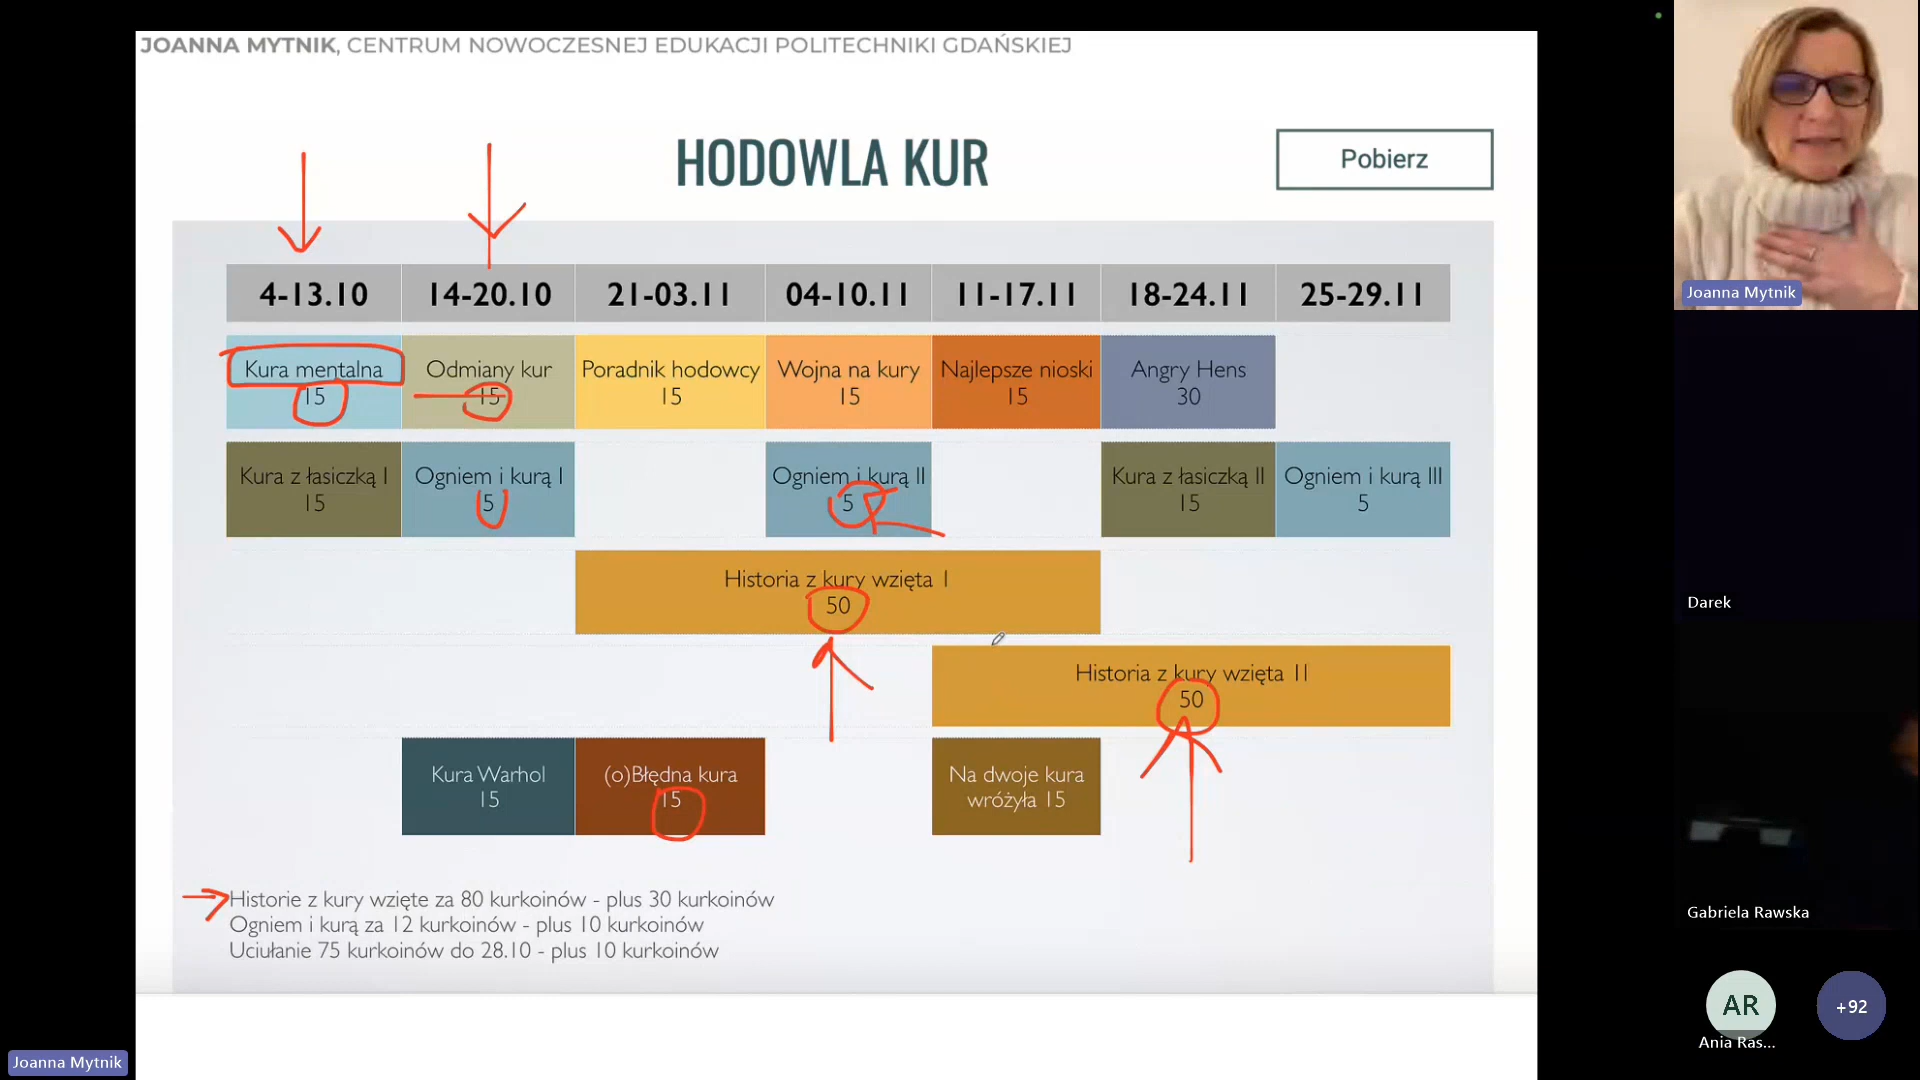 JOANNA MYTNIK, CENTRUM NOWOCZESNEJ EDUKACJI POLITECHNIKI GDAŃSKIEJ
HODOWLA KUR
Pobierz
4-13.10 14-20.10 21-03.11 04-10.11 11-17.11 18-24.11 25-29.11
Kura mentalna Odmiany kur Poradnik hodowcy Wojna na kury Najlepsze nioski Angry Hens
15 15 15 15 15 30
Kura z łasiczką I Ogniem i kurą I Ogniem i kurą II Kura z łasiczką II Ogniem i kurą III
15 5 5 15 5
Historia z kury wzięta I
50
Historia z kury wzięta II
50
Kura Warhol (o)Błędna kura Na dwoje kura
15 15 wróżyła 15
Historie z kury wzięte za 80 kurkoinów - plus 30 kurkoinów
Ogniem i kurą za 12 kurkoinów - plus 10 kurkoinów
Uciułanie 75 kurkoinów do 28.10 - plus 10 kurkoinów
Joanna Mytnik
Joanna Mytnik
Darek
Gabriela Rawska
AR
+92
Ania Ras...